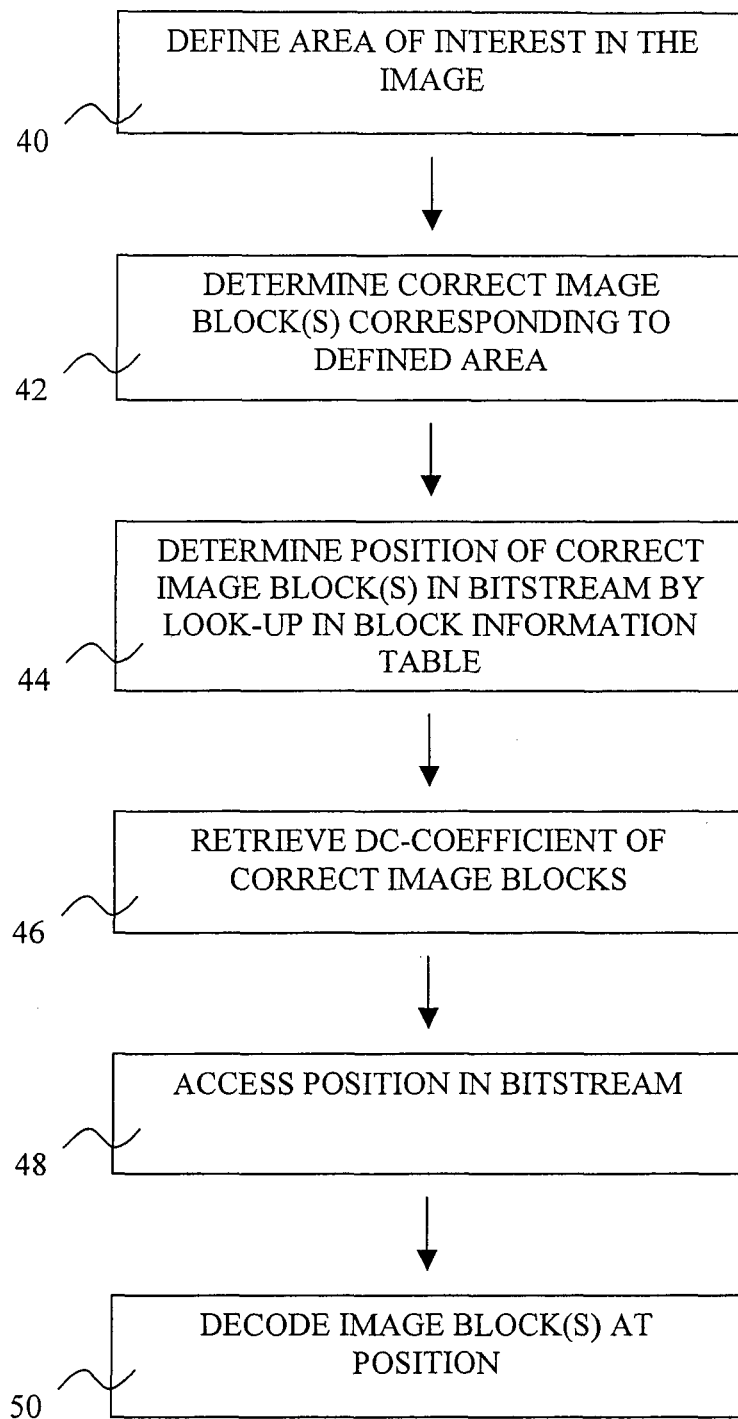 DEFINE AREA OF INTEREST IN THE
IMAGE
40
DETERMINE CORRECT IMAGE
BLOCK(S) CORRESPONDING TO
DEFINED AREA
42
DETERMINE POSITION OF CORRECT
IMAGE BLOCK(S) IN BITSTREAM BY
LOOK-UP IN BLOCK INFORMATION
TABLE
44
RETRIEVE DC-COEFFICIENT OF
CORRECT IMAGE BLOCKS
46
ACCESS POSITION IN BITSTREAM
48
DECODE IMAGE BLOCK(S) AT
POSITION
50